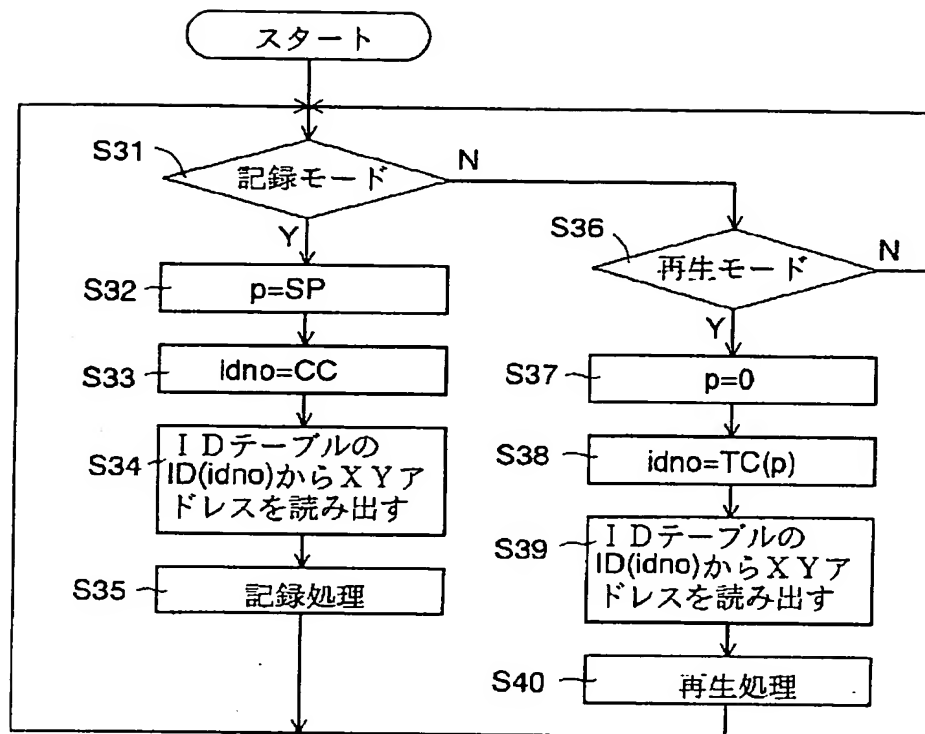 スタート
S31
記録モード
N
Y
S32
p=SP
S33
idno=CC
S34
ＩＤテーブルの
ID(idno)からＸＹア
ドレスを読み出す
S35
記録処理
S36
再生モード
N
Y
S37
p=0
S38
idno=TC(p)
S39
ＩＤテーブルの
ID(idno)からＸＹア
ドレスを読み出す
S40
再生処理